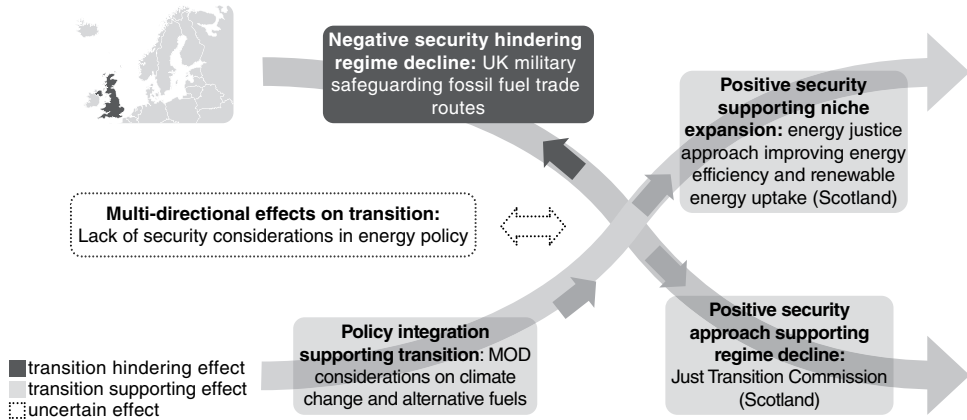 Negative security hindering
regime decline: UK military
safeguarding fossil fuel trade
routes
Positive security
supporting niche
expansion: energy justice
approach improving energy
efficiency and renewable
energy uptake (Scotland)
Multi-directional effects on transition:
Lack of security considerations in energy policy
Policy integration
supporting transition: MOD
considerations on climate
change and alternative fuels
Positive security
approach supporting
regime decline:
Just Transition Commission
(Scotland)
transition hindering effect
transition supporting effect
uncertain effect